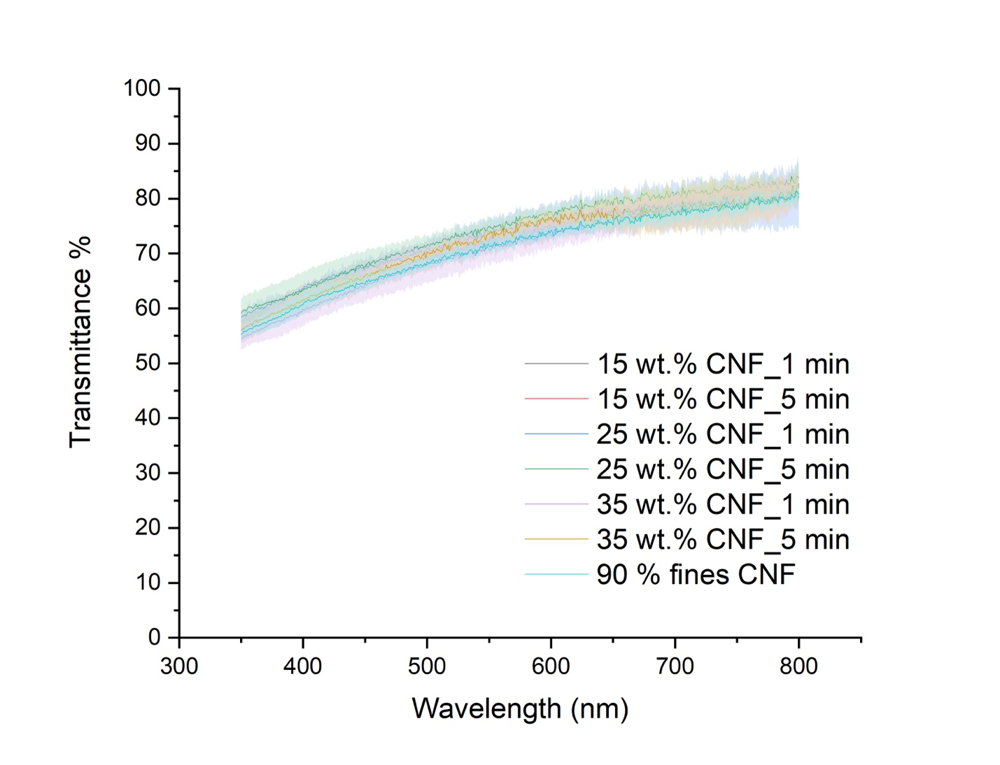 100
90
80
70
60
50
40
30
20
10
0
Transmittance %
15 wt.% CNF_1 min
15 wt.% CNF_5 min
25 wt.% CNF_1 min
25 wt.% CNF_5 min
35 wt.% CNF_1 min
35 wt.% CNF_5 min
90 % fines CNF
300 400 500 600 700 800
Wavelength (nm)